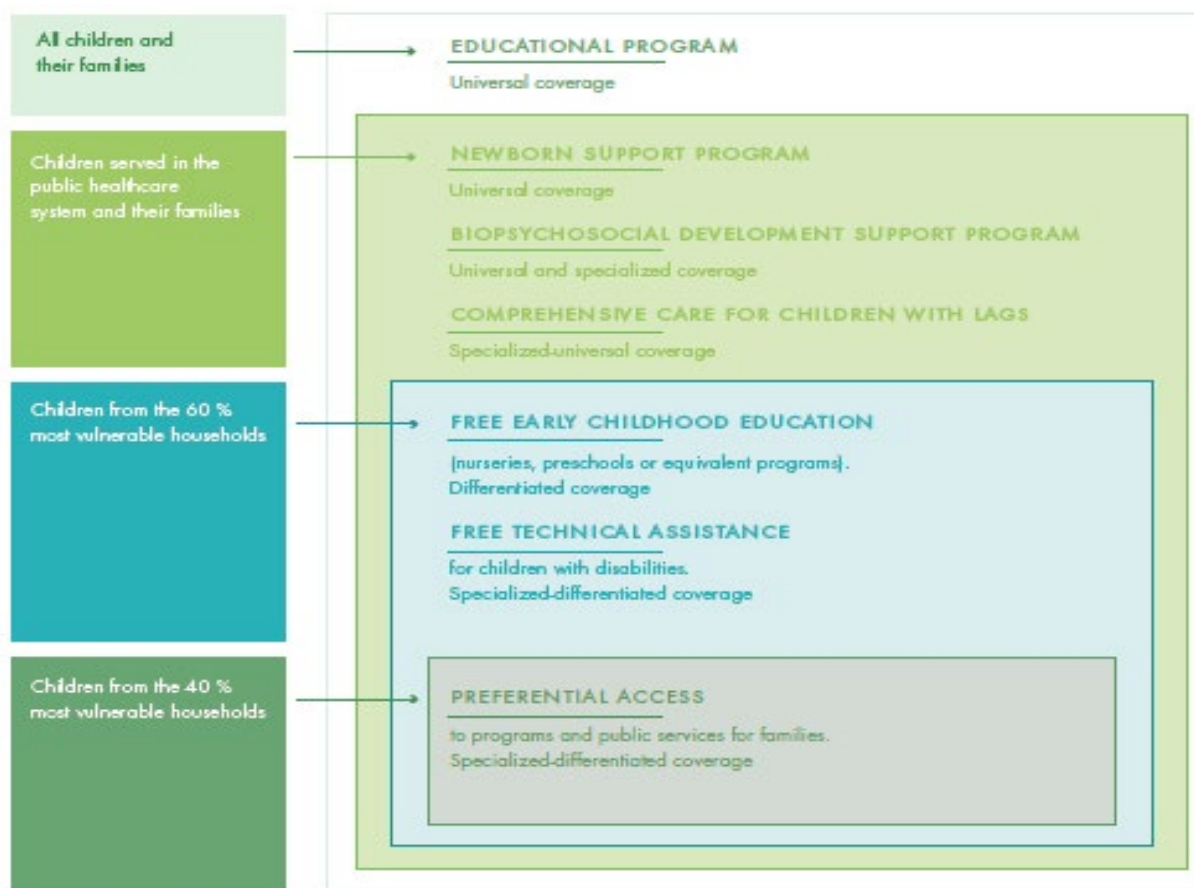 All children and
their families
EDUCATIONAL PROGRAM
Universal coverage
Children served in the
public healthcare
system and their families
NEWBORN SUPPORT PROGRAM
Universal coverage
BIOPSYCHOSOCIAL DEVELOPMENT SUPPORT PROGRAM
Universal and specialized coverage
COMPREHENSIVE CARE FOR CHILDREN WITH LAGS
Specialized-universal coverage
Children from the 60 %
most vulnerable households
FREE EARLY CHILDHOOD EDUCATION
(nurseries, preschools or equivalent programs).
Differentiated coverage
FREE TECHNICAL ASSISTANCE
for children with disabilities.
Specialized-differentiated coverage
Children from the 40 %
most vulnerable households
PREFERENTIAL ACCESS
to programs and public services for families.
Specialized-differentiated coverage